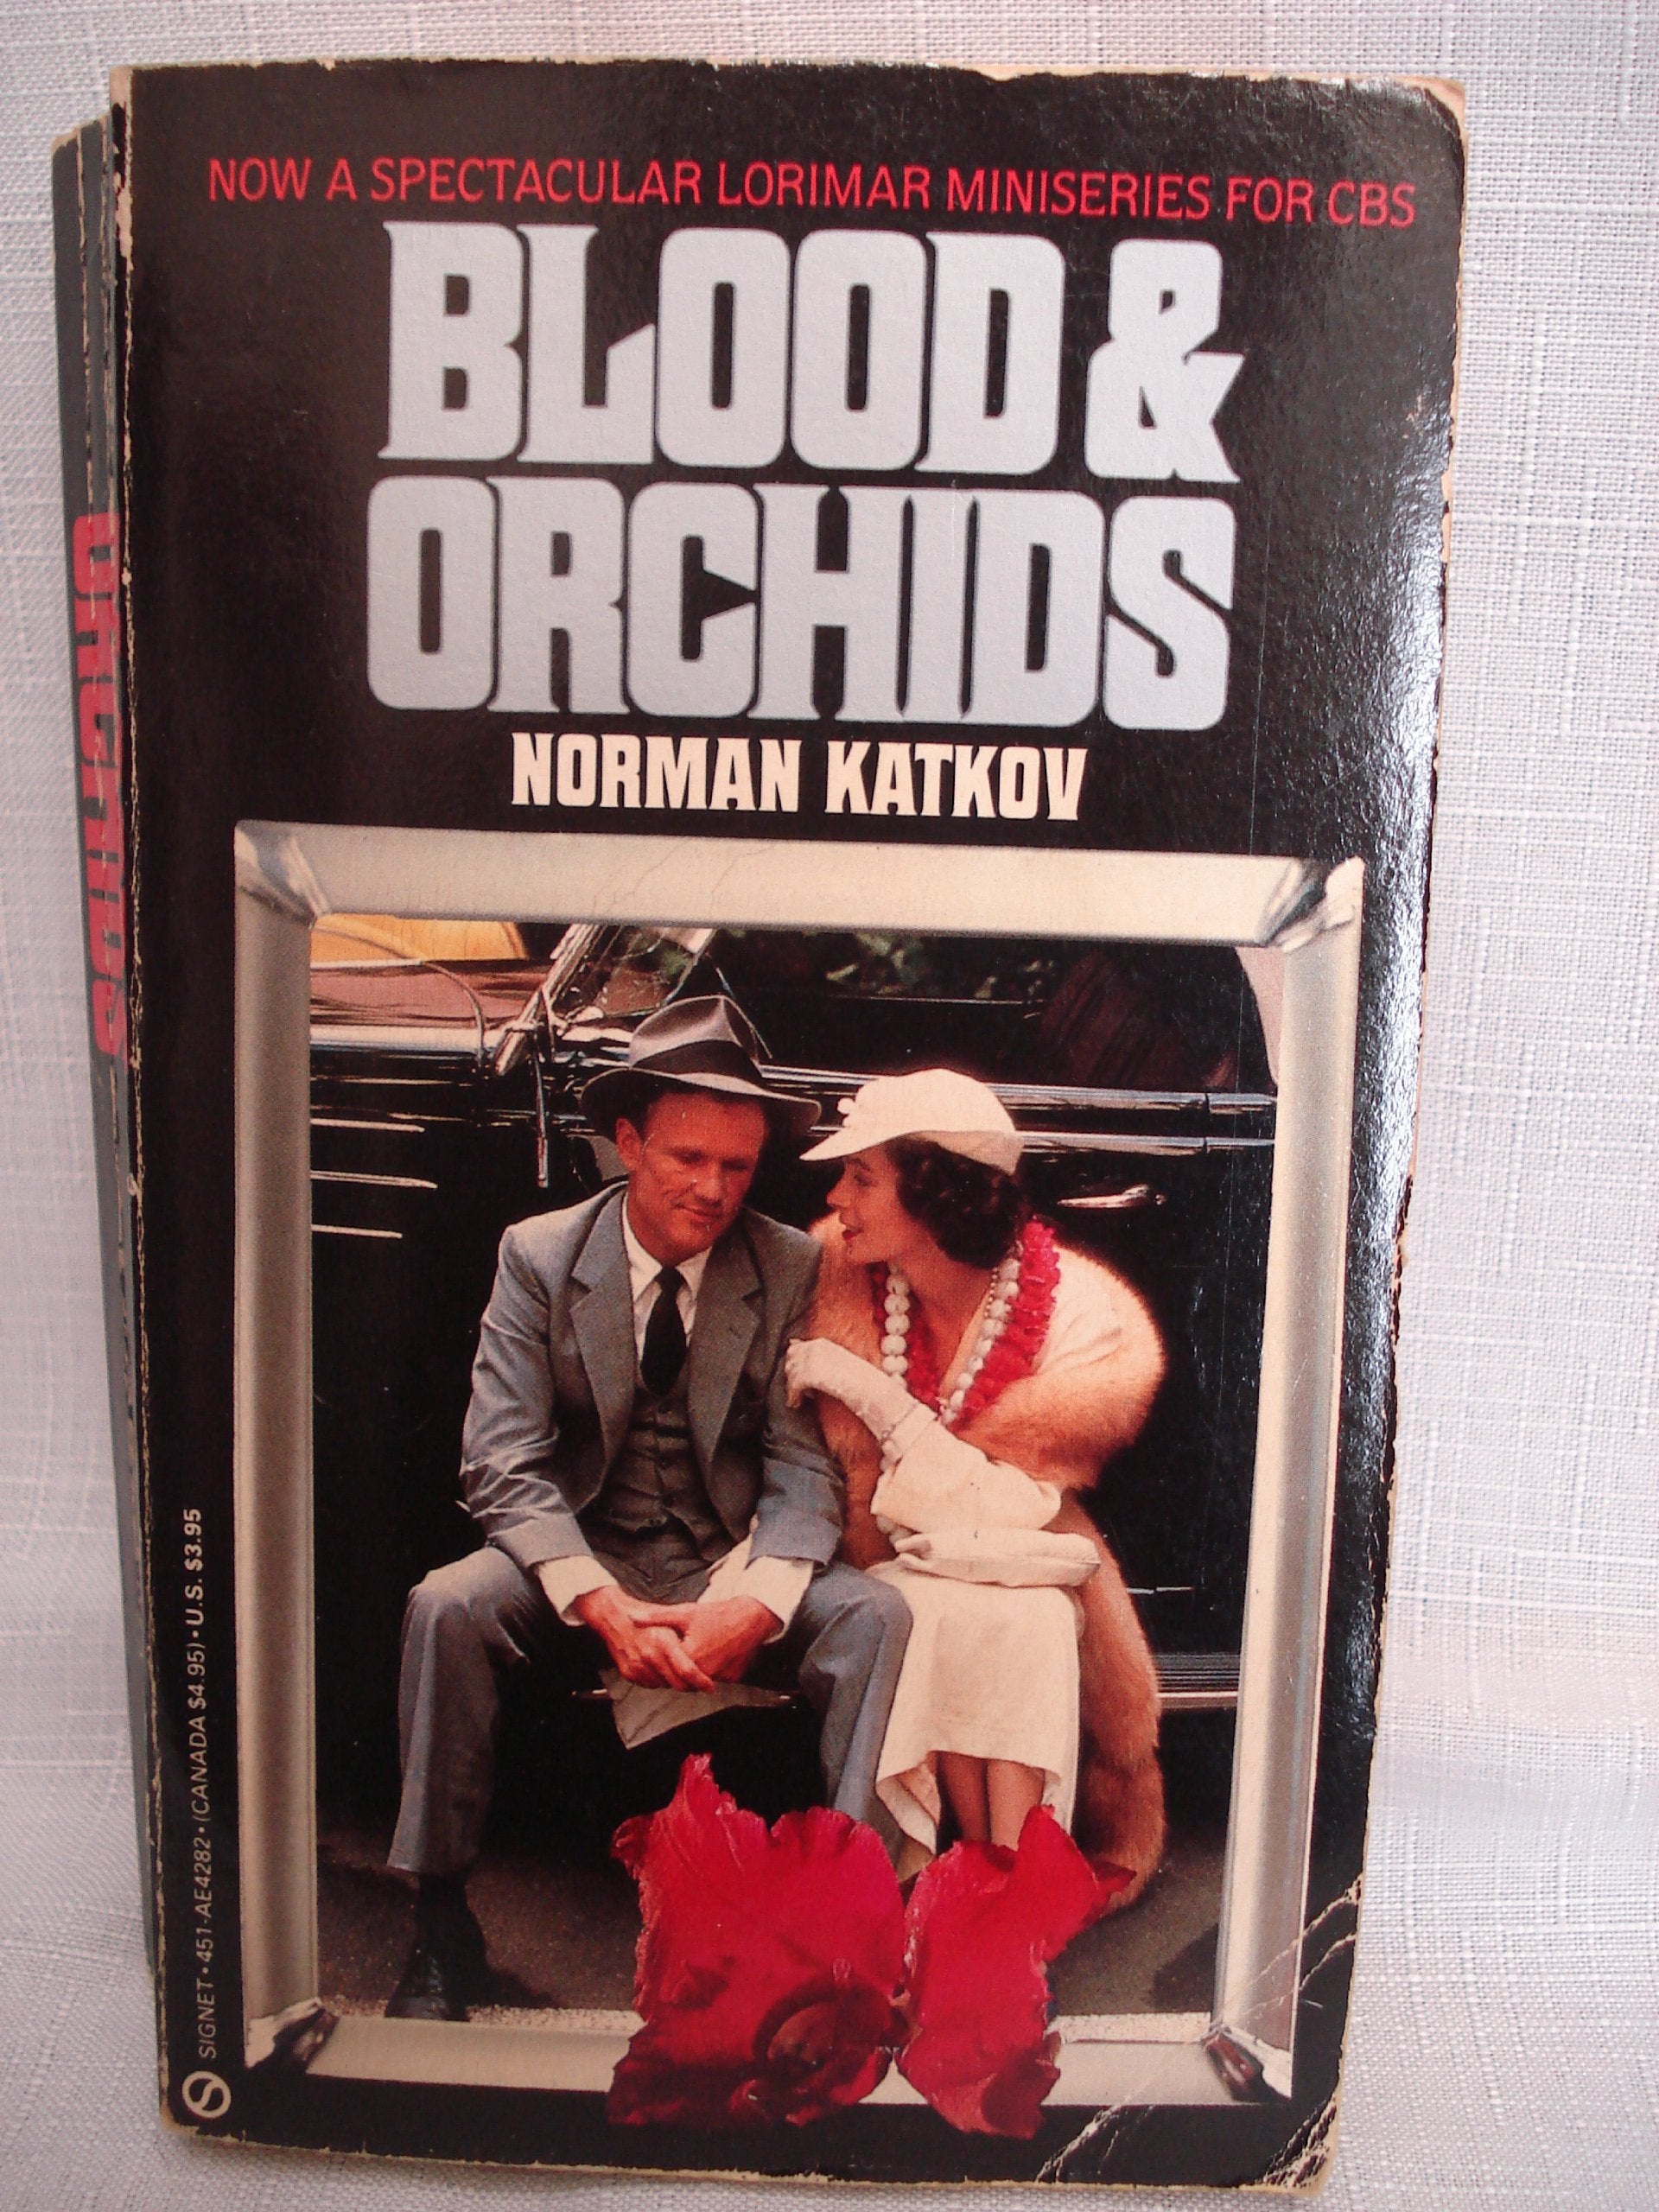 NOW A SPECTACULAR LORIMAR MINISERIES FOR CBS
BLOOD &
ORCHIDS
NORMAN KATKOV
SIGNET • 451-AE4282 • (CANADA $4.95) • U.S. $3.95
ORCHIDS